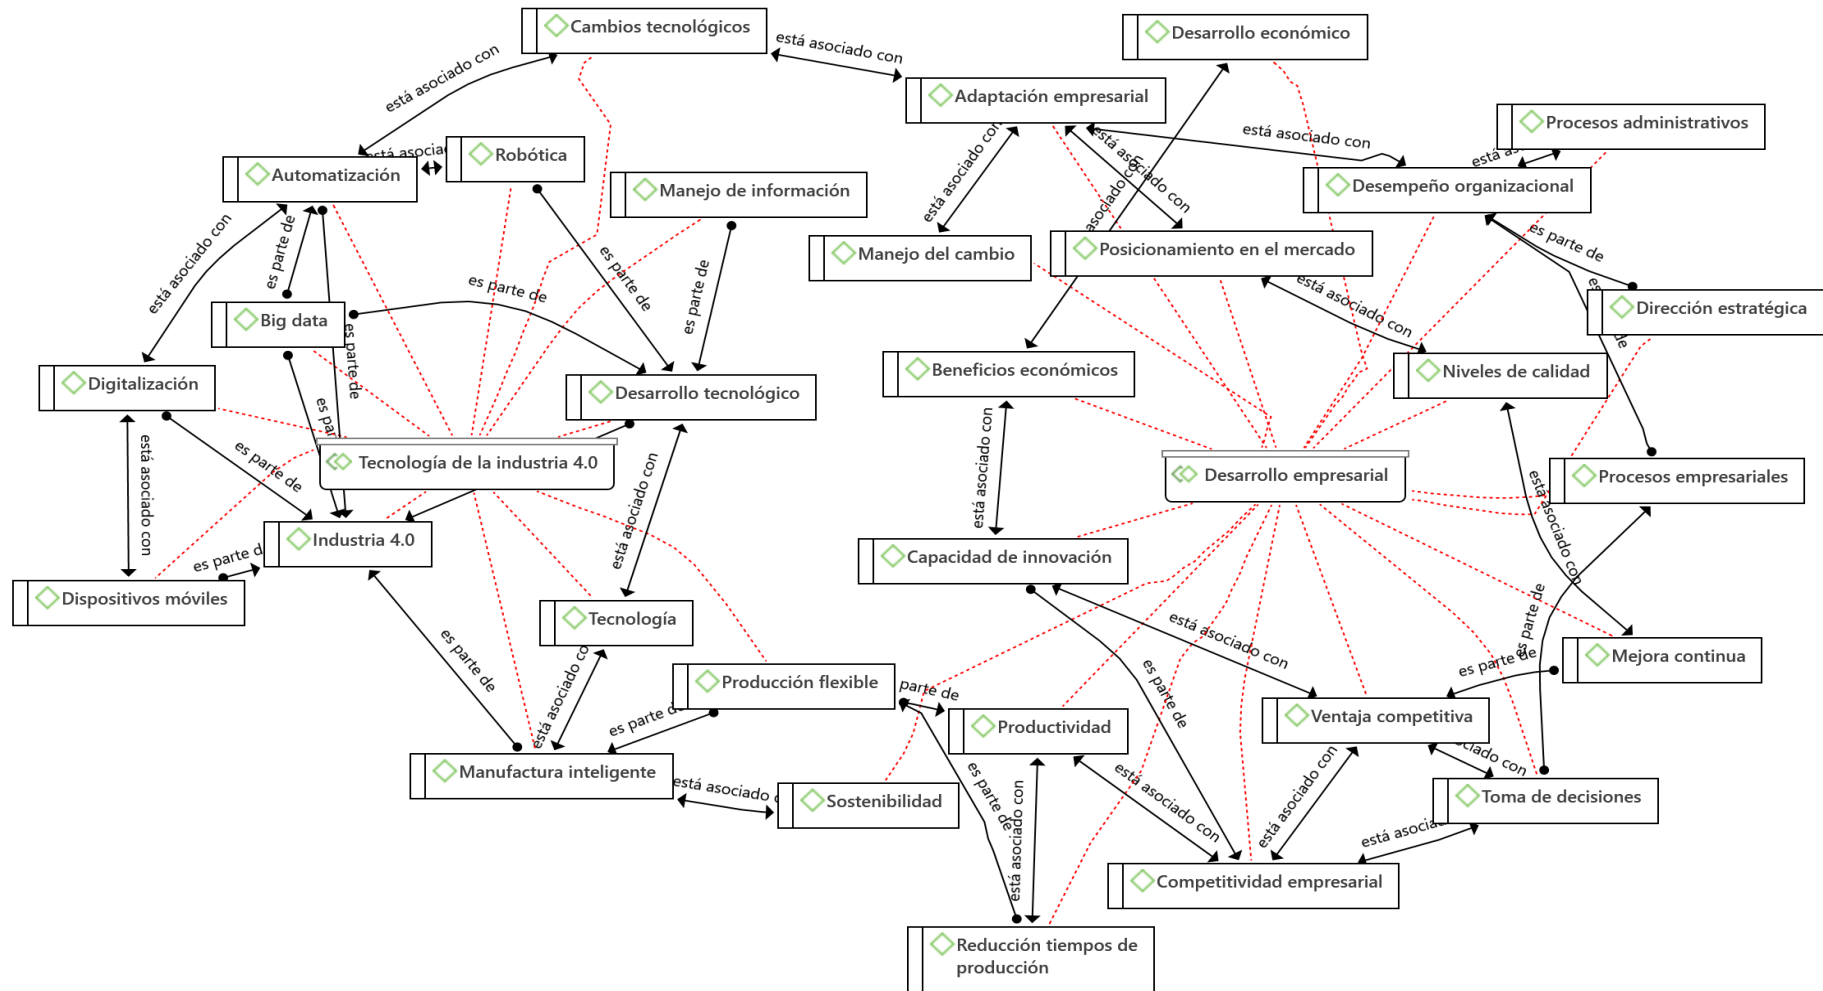 Cambios tecnológicos
está asociado con
Desarrollo económico
está asociado con
Adaptación empresarial
Procesos administrativos
está asociado con
está asociado con
Robótica
Automatización
Manejo de información
Desempeño organizacional
está asociado con
está asociado con
está asociado con
es parte de
es parte de
es parte de
es parte de
Manejo del cambio
Posicionamiento en el mercado
es parte de
Dirección estratégica
Big data
es parte de
está asociado con
es parte de
Digitalización
Desarrollo tecnológico
Beneficios económicos
Niveles de calidad
está asociado con
es parte de
Tecnología de la industria 4.0
está asociado con
está asociado con
Desarrollo empresarial
Procesos empresariales
está asociado con
Industria 4.0
Capacidad de innovación
es parte
Dispositivos móviles
Tecnología
es parte de
está asociado con
es parte de
Mejora continua
es parte de
Producción flexible
parte de
es parte de
está asociado
es parte de
Productividad
Ventaja competitiva
Manufactura inteligente
está asociado con
Sostenibilidad
es parte de
está asociado con
está asociado con
está asociado con
Toma de decisiones
Competitividad empresarial
Reducción tiempos de
producción